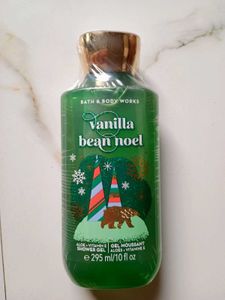 BATH & BODY WORKS
vanilla
bean noel
ALOE + VITAMIN E
SHOWER GEL
GEL MOUSSANT
ALOÈS + VITAMINE E
295 ml/10 fl oz